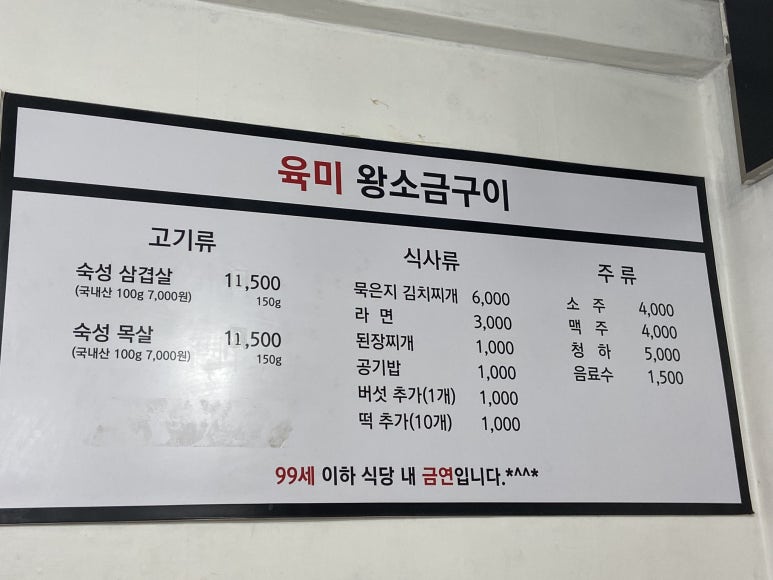 육미 왕소금구이
고기류
숙성 삼겹살 11,500
(국내산 100g 7,000원) 150g
숙성 목살 11,500
(국내산 100g 7,000원) 150g
식사류
묵은지 김치찌개 6,000
라 면 3,000
된장찌개 1,000
공기밥 1,000
버섯 추가(1개) 1,000
떡 추가(10개) 1,000
주 류
소 주 4,000
맥 주 4,000
청 하 5,000
음료수 1,500
99세 이하 식당 내 금연입니다.*^^*